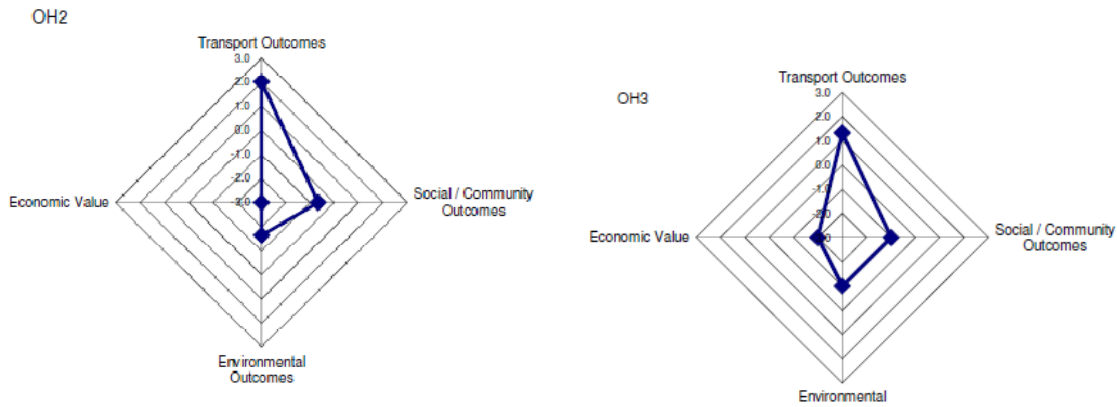 OH2
Transport Outcomes
3.0
2.0
1.0
0.0
-1.0
-2.0
-3.0
Economic Value
Social / Community
Outcomes
Environmental
Outcomes
OH3
Transport Outcomes
3.0
2.0
1.0
0.0
-1.0
-2.0
Economic Value
Social / Community
Outcomes
Environmental